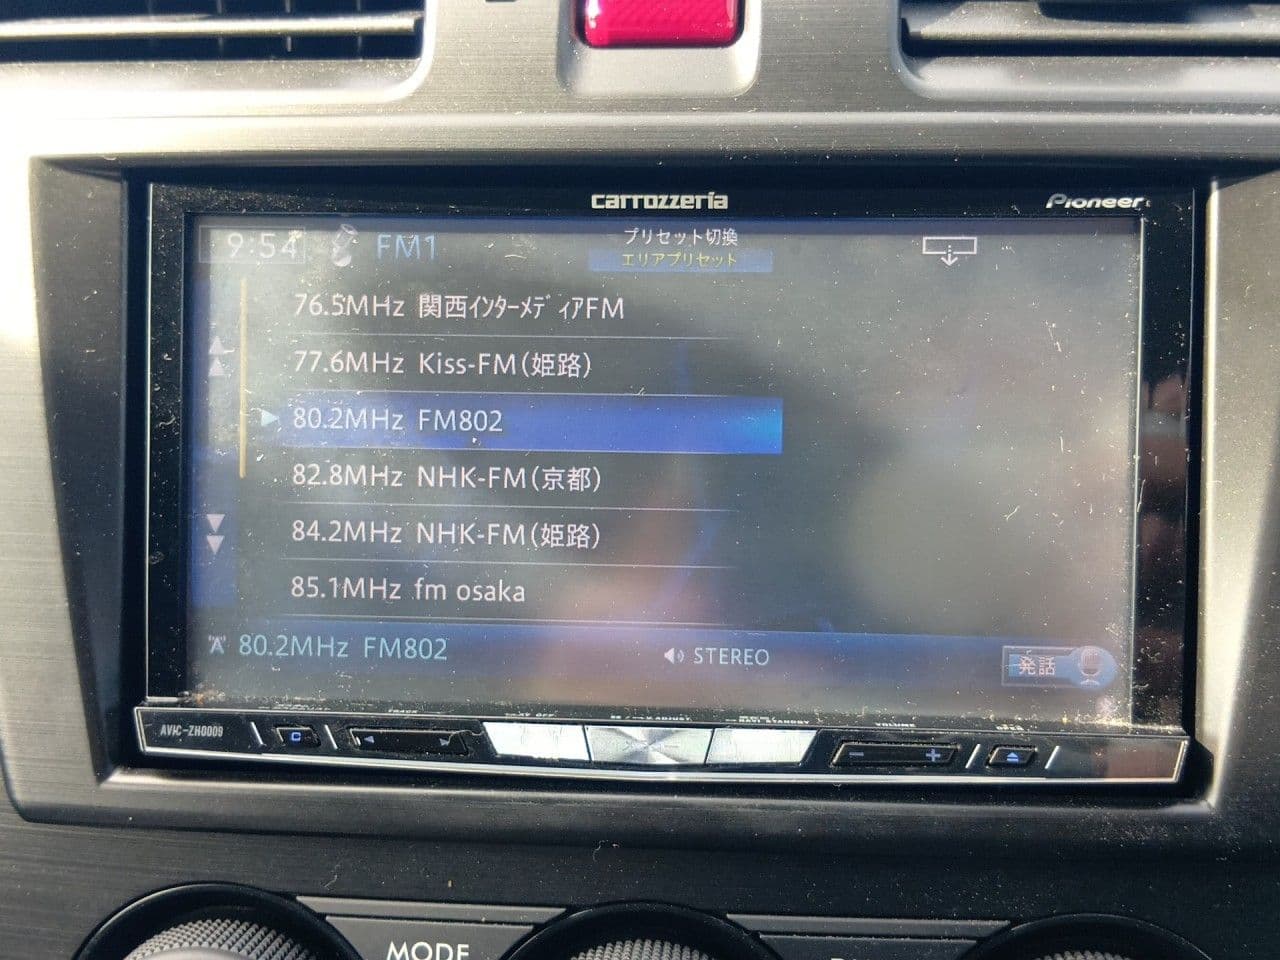 carrozzeria
Pioneer
9:54 FM1
プリセット切換
エリアプリセット
76.5MHz 関西インターメディアFM
77.6MHz Kiss-FM(姫路)
80.2MHz FM802
82.8MHz NHK-FM(京都)
84.2MHz NHK-FM(姫路)
85.1MHz fm osaka
80.2MHz FM802
STEREO
発話
AVIC-ZH0009
MODE